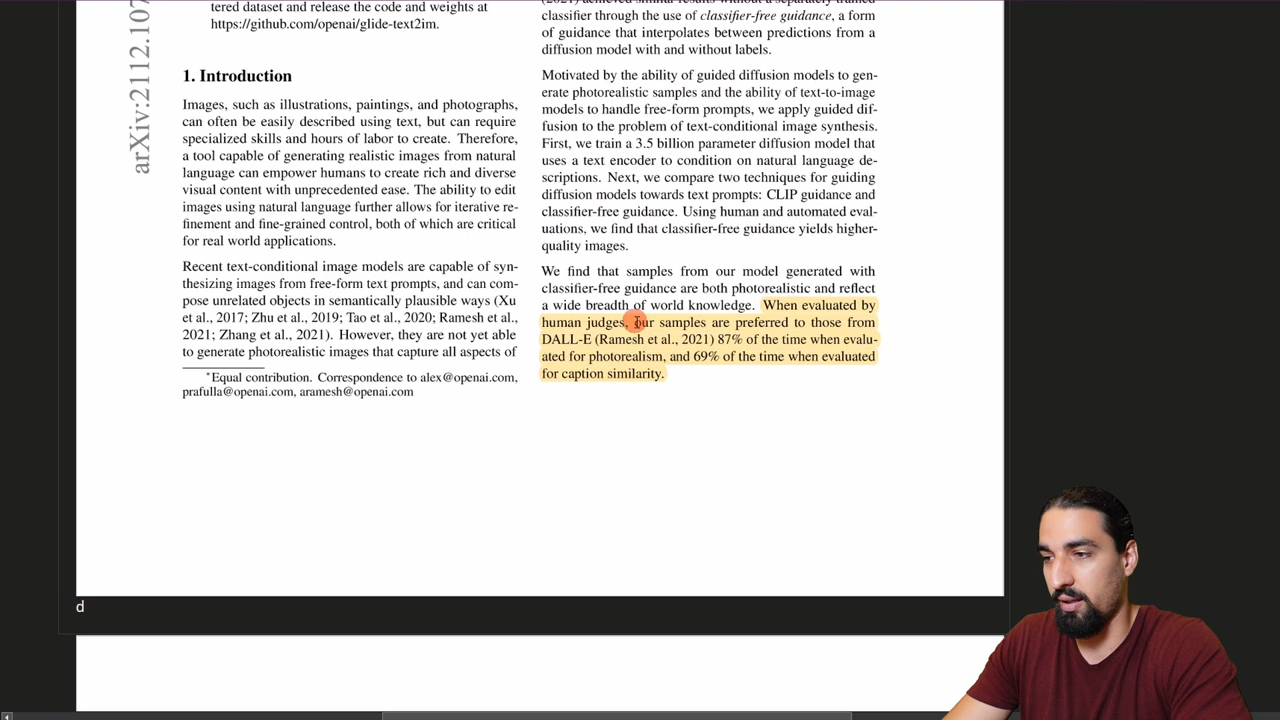 arXiv:2112.107
tered dataset and release the code and weights at
https://github.com/openai/glide-text2im.
1. Introduction
Images, such as illustrations, paintings, and photographs,
can often be easily described using text, but can require
specialized skills and hours of labor to create. Therefore,
a tool capable of generating realistic images from natural
language can empower humans to create rich and diverse
visual content with unprecedented ease. The ability to edit
images using natural language further allows for iterative re-
finement and fine-grained control, both of which are critical
for real world applications.
Recent text-conditional image models are capable of syn-
thesizing images from free-form text prompts, and can com-
pose unrelated objects in semantically plausible ways (Xu
et al., 2017; Zhu et al., 2019; Tao et al., 2020; Ramesh et al.,
2021; Zhang et al., 2021). However, they are not yet able
to generate photorealistic images that capture all aspects of
*Equal contribution. Correspondence to alex@openai.com,
prafulla@openai.com, aramesh@openai.com
(2021) achieved similar results without a separately trained
classifier through the use of classifier-free guidance, a form
of guidance that interpolates between predictions from a
diffusion model with and without labels.
Motivated by the ability of guided diffusion models to gen-
erate photorealistic samples and the ability of text-to-image
models to handle free-form prompts, we apply guided dif-
fusion to the problem of text-conditional image synthesis.
First, we train a 3.5 billion parameter diffusion model that
uses a text encoder to condition on natural language de-
scriptions. Next, we compare two techniques for guiding
diffusion models towards text prompts: CLIP guidance and
classifier-free guidance. Using human and automated eval-
uations, we find that classifier-free guidance yields higher-
quality images.
We find that samples from our model generated with
classifier-free guidance are both photorealistic and reflect
a wide breadth of world knowledge. When evaluated by
human judges, our samples are preferred to those from
DALL-E (Ramesh et al., 2021) 87% of the time when evalu-
ated for photorealism, and 69% of the time when evaluated
for caption similarity.
d